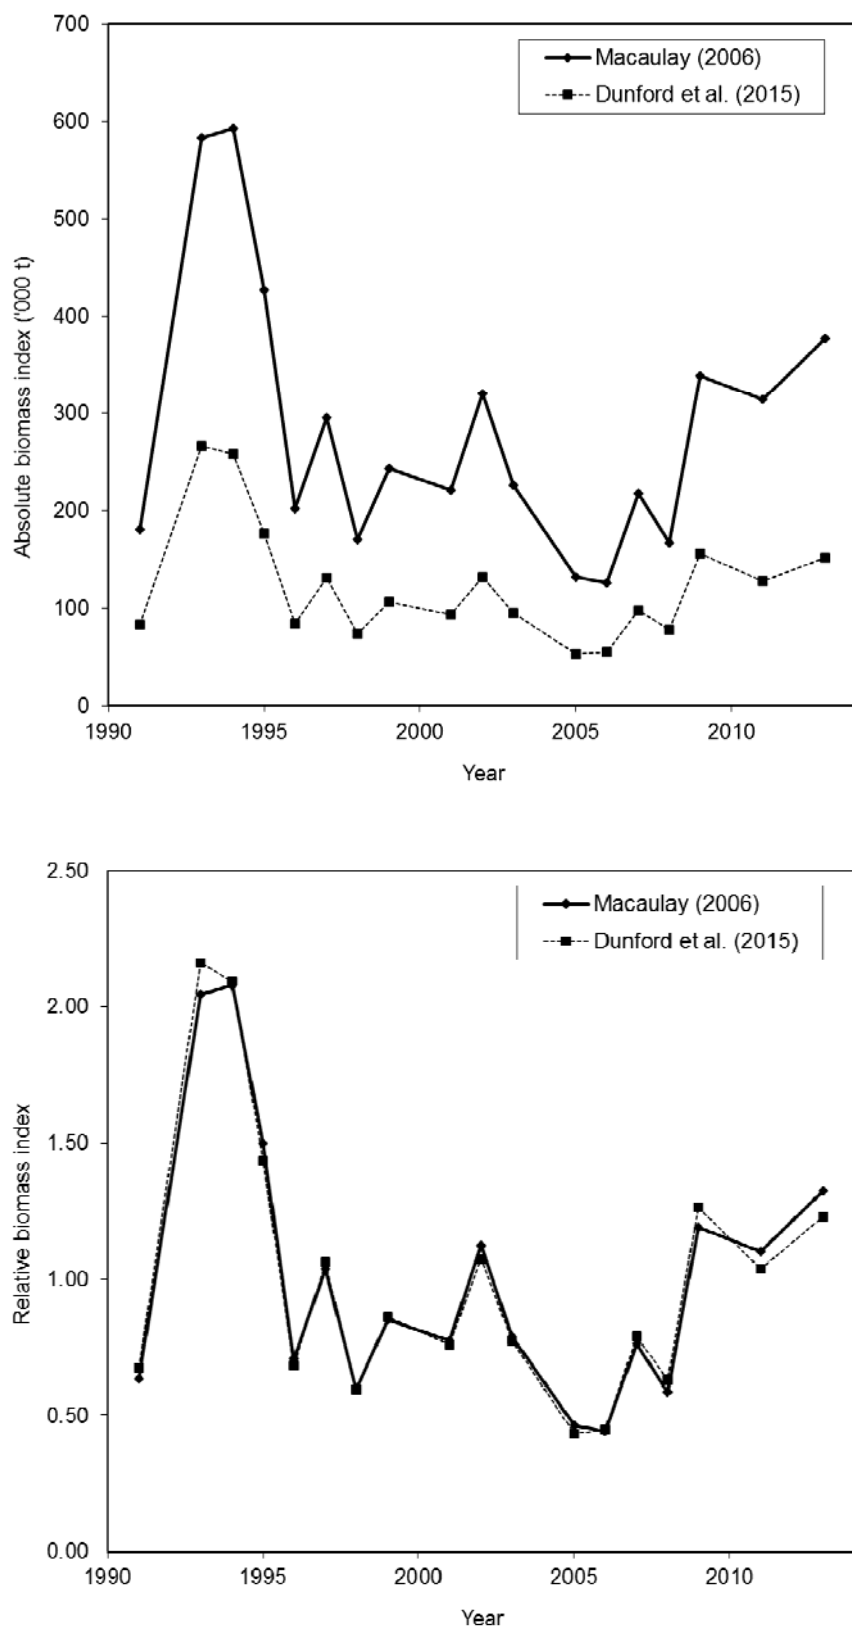 700
600
500
400
300
200
100
0
Absolute biomass index ('000 t)
Macaulay (2006)
Dunford et al. (2015)
1990 1995 2000 2005 2010
Year
2.50
2.00
1.50
1.00
0.50
0.00
Relative biomass index
Macaulay (2006)
Dunford et al. (2015)
1990 1995 2000 2005 2010
Year